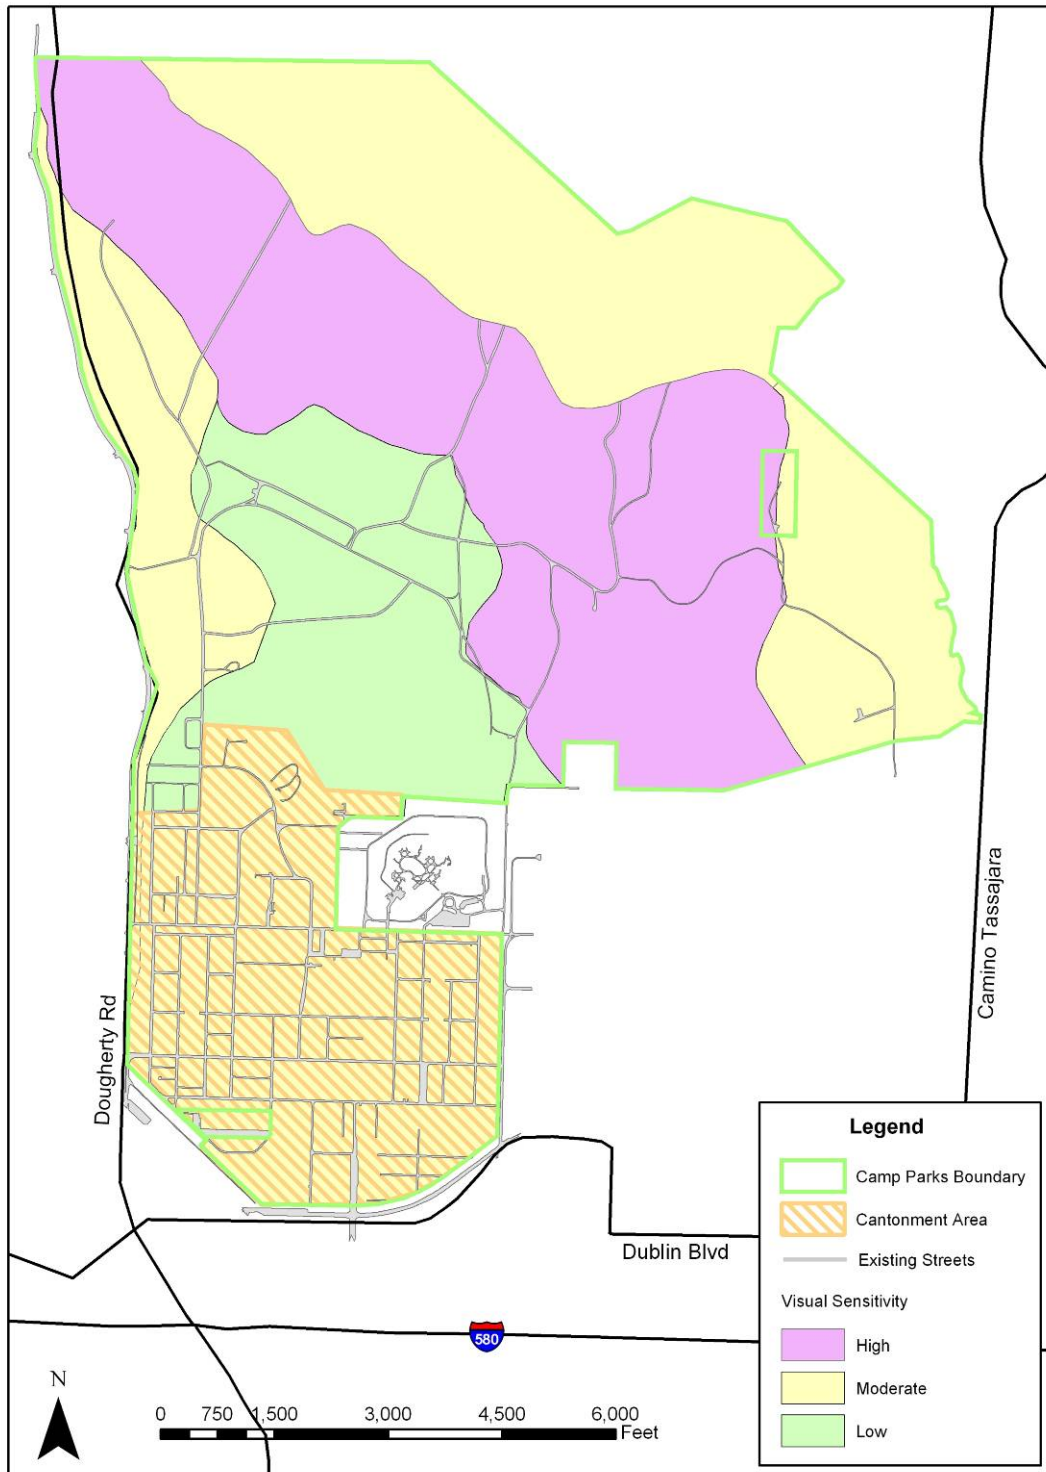 Dougherty Rd
Camino Tassajara
Dublin Blvd
580
N
0 750 1,500 3,000 4,500 6,000
Feet
Legend
Camp Parks Boundary
Cantonment Area
Existing Streets
Visual Sensitivity
High
Moderate
Low